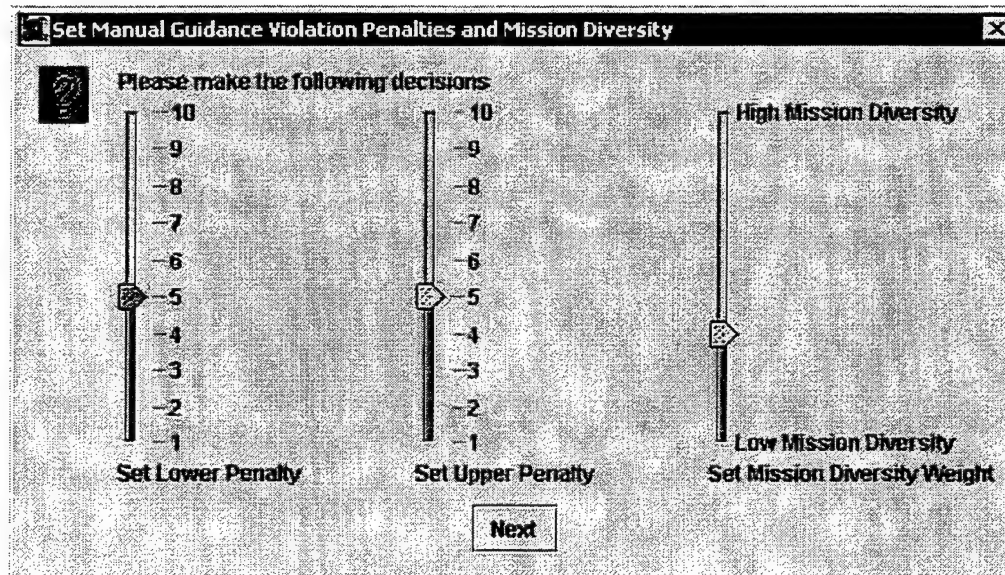 Set Manual Guidance Violation Penalties and Mission Diversity
Please make the following decisions
10 10 High Mission Diversity
9 9
8 8
7 7
6 6
5 5
4 4
3 3
2 2
1 1 Low Mission Diversity
Set Lower Penalty Set Upper Penalty Set Mission Diversity Weight
Next